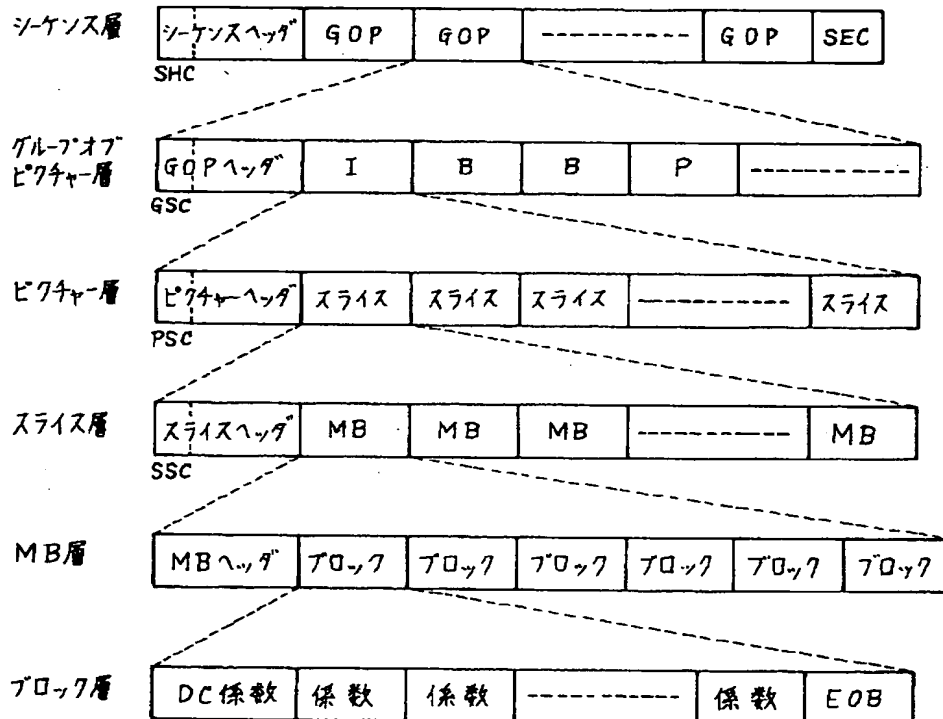 シーケンス層 シーケンスヘッダ GOP GOP GOP SEC
SHC
グループオブ
ピクチャー層 GOPヘッダ I B B P
GSC
ピクチャー層 ピクチャーヘッダ スライス スライス スライス スライス
PSC
スライス層 スライスヘッダ MB MB MB MB
SSC
MB層 MBヘッダ ブロック ブロック ブロック ブロック ブロック ブロック
ブロック層 DC係数 係数 係数 係数 EOB